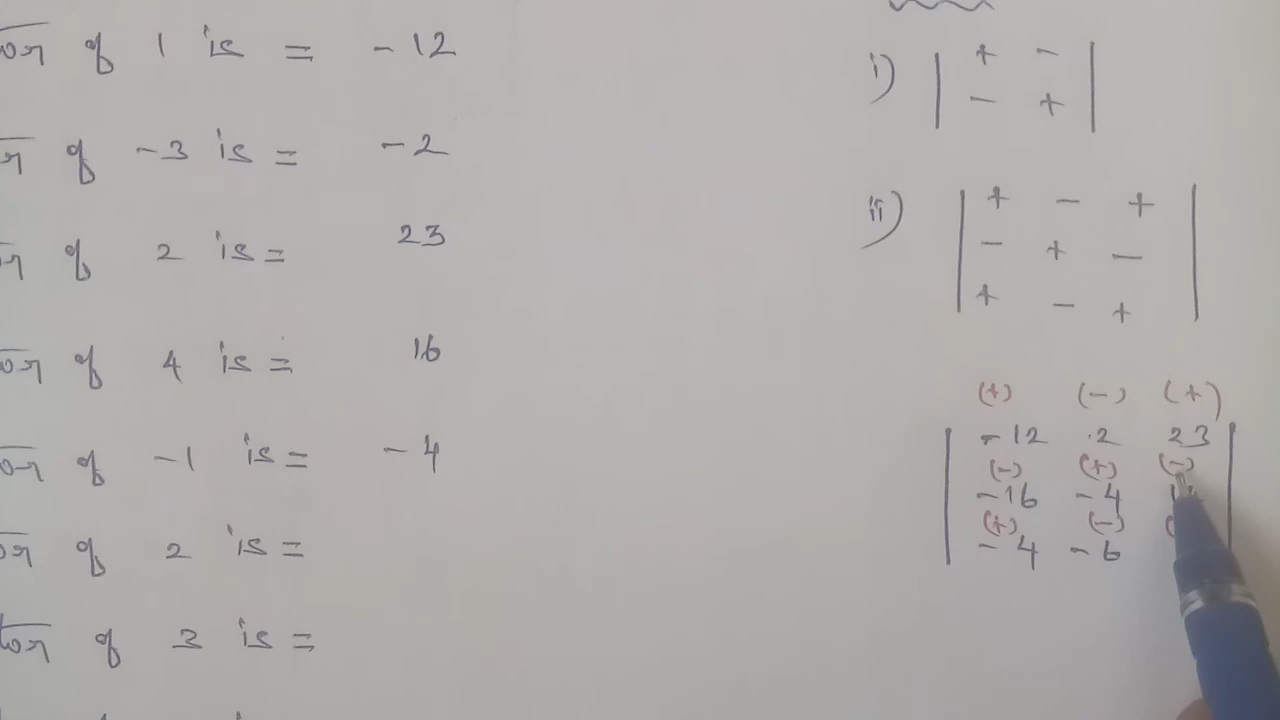 of 1 is = -12
of -3 is = -2
of 2 is = 23
of 4 is = 16
of -1 is = -4
of 2 is =
of 3 is =
i) | + - |
| - + |
ii) | + - + |
| - + - |
| + - + |
(+) (-) (+)
-12 2 23
(-) (+) (-)
-16 -4
(+) (-)
-4 -6